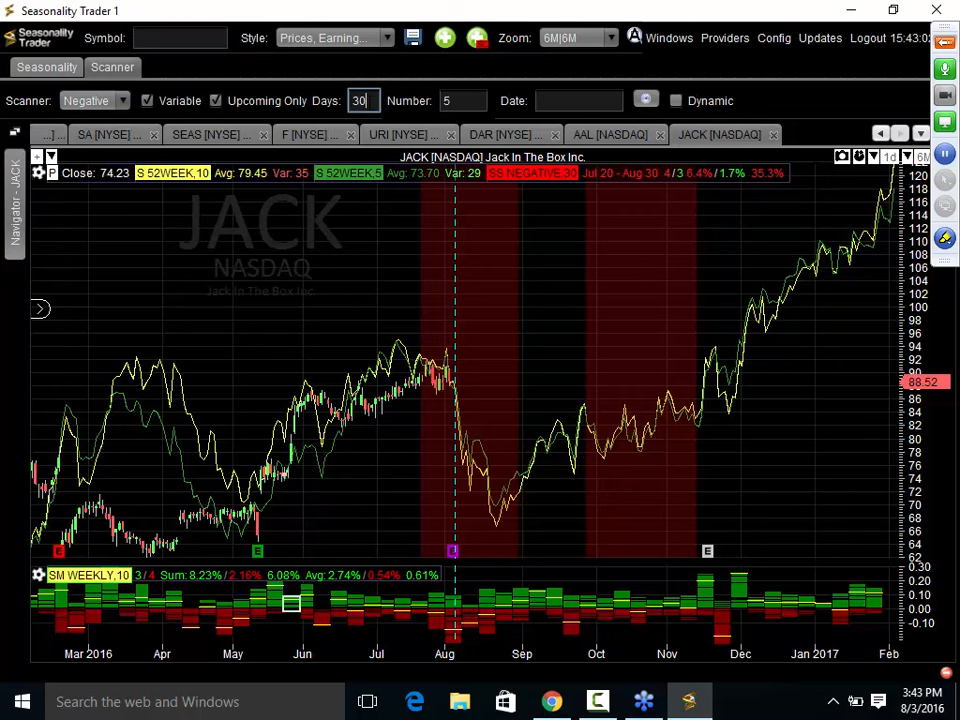 Seasonality Trader 1
Seasonality Trader Symbol: Style: Prices, Earning... Zoom: 6M|6M Windows Providers Config Updates Logout 15:43:02
Seasonality Scanner
Scanner: Negative Variable Upcoming Only Days: 30 Number: 5 Date: Dynamic
...] ... SA [NYSE] ... SEAS [NYSE] ... F [NYSE] ... URI [NYSE] ... DAR [NYSE] ... AAL [NASDAQ] JACK [NASDAQ]
JACK [NASDAQ] Jack In The Box Inc. 1d 6M
P Close: 74.23 S 52WEEK,10 Avg: 79.45 Var: 35 S 52WEEK,5 Avg: 73.70 Var: 29 SS NEGATIVE,30 Jul 20 - Aug 30 4/3 6.4%/1.7% 35.3%
Navigator - JACK
JACK
NASDAQ
Jack In The Box Inc.
120
118
116
114
112
110
108
106
104
102
100
98
96
94
92
90
88.52
86
84
82
80
78
76
74
72
70
68
66
64
62
E E E E
SM WEEKLY,10 3/4 Sum: 8.23%/2.16% 6.08% Avg: 2.74%/0.54% 0.61%
0.30
0.20
0.10
0.00
-0.10
Mar 2016 Apr May Jun Jul Aug Sep Oct Nov Dec Jan 2017 Feb
Search the web and Windows
3:43 PM
8/3/2016